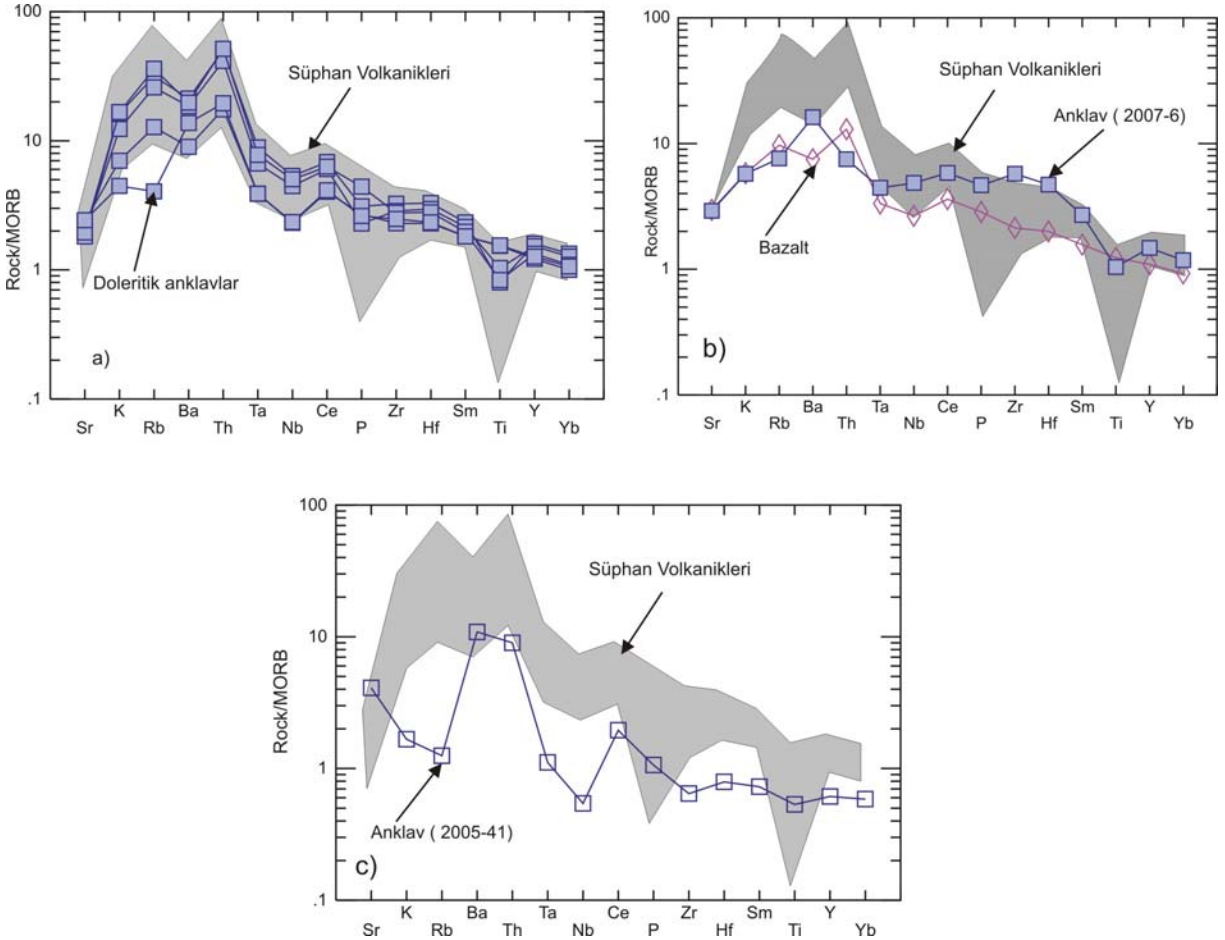 100
10
1
.1
Rock/MORB
Süphan Volkanikleri
Doleritik anklavlar
a)
K Ba Ta Ce Zr Sm Y
Sr Rb Th Nb P Hf Ti Yb
100
10
1
.1
Rock/MORB
Süphan Volkanikleri
Anklav ( 2007-6)
Bazalt
b)
K Ba Ta Ce Zr Sm Y
Sr Rb Th Nb P Hf Ti Yb
100
10
1
.1
Rock/MORB
Süphan Volkanikleri
Anklav ( 2005-41)
c)
K Ba Ta Ce Zr Sm Y
Sr Rb Th Nb P Hf Ti Yb